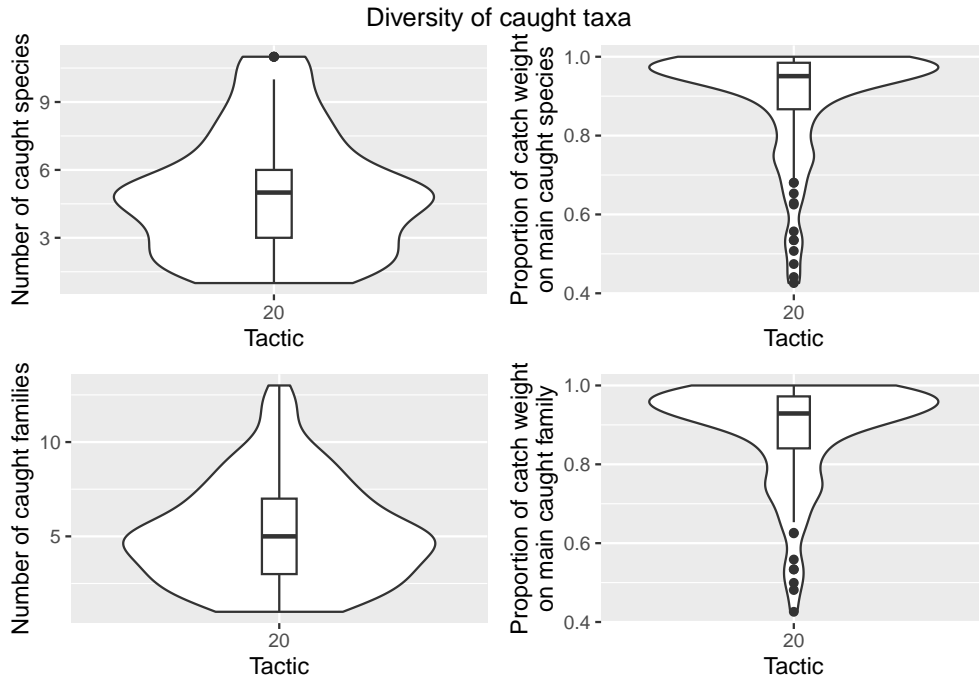 Diversity of caught taxa
Number of caught species
9
6
3
20
Tactic
Proportion of catch weight
on main caught species
1.0
0.8
0.6
0.4
20
Tactic
Number of caught families
10
5
20
Tactic
Proportion of catch weight
on main caught family
1.0
0.8
0.6
0.4
20
Tactic